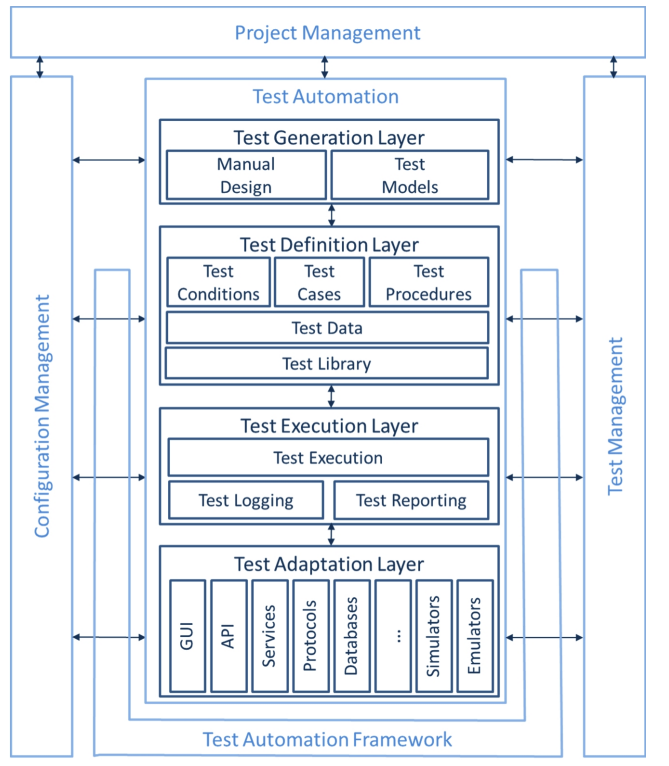 Project Management
Configuration Management
Test Automation
Test Generation Layer
Manual
Design
Test
Models
Test Definition Layer
Test
Conditions
Test
Cases
Test
Procedures
Test Data
Test Library
Test Execution Layer
Test Execution
Test Logging
Test Reporting
Test Adaptation Layer
GUI
API
Services
Protocols
Databases
...
Simulators
Emulators
Test Management
Test Automation Framework